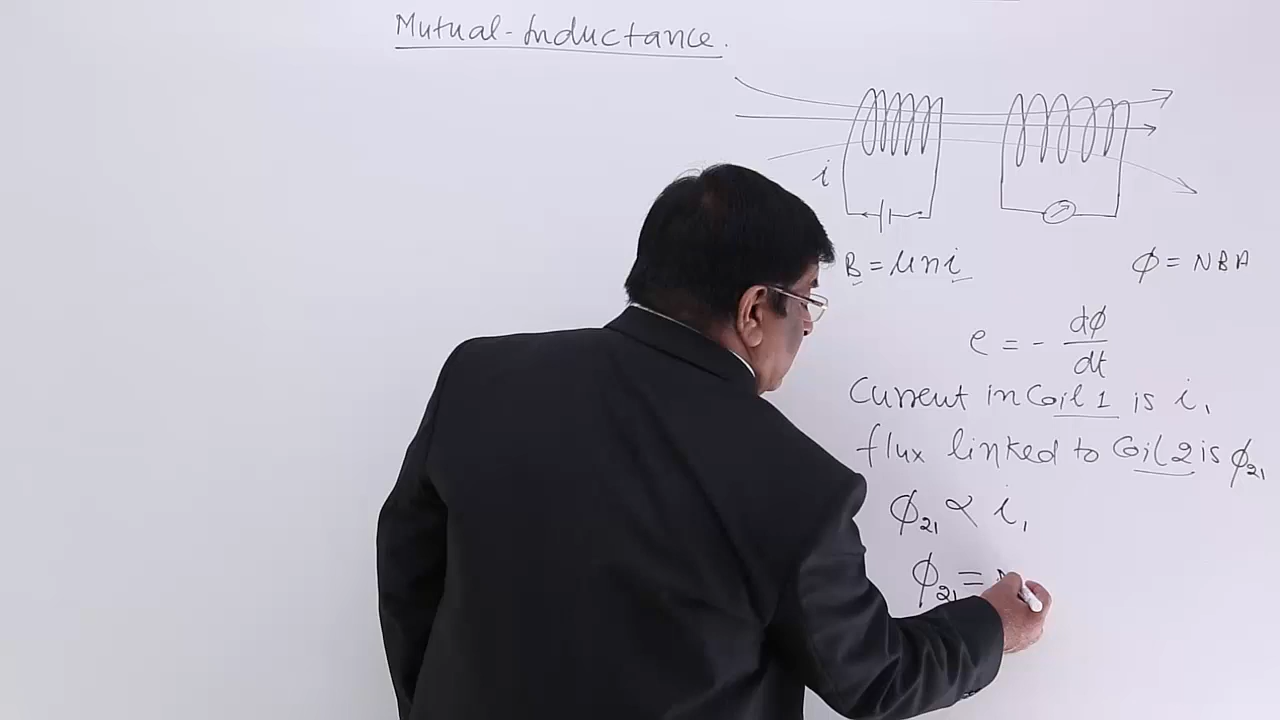 Mutual-Inductance.
i
B = μni
ϕ = NBA
e = - dϕ/dt
Current in Coil 1 is i₁
flux linked to Coil 2 is ϕ₂₁
ϕ₂₁ ∝ i₁
ϕ₂₁ =